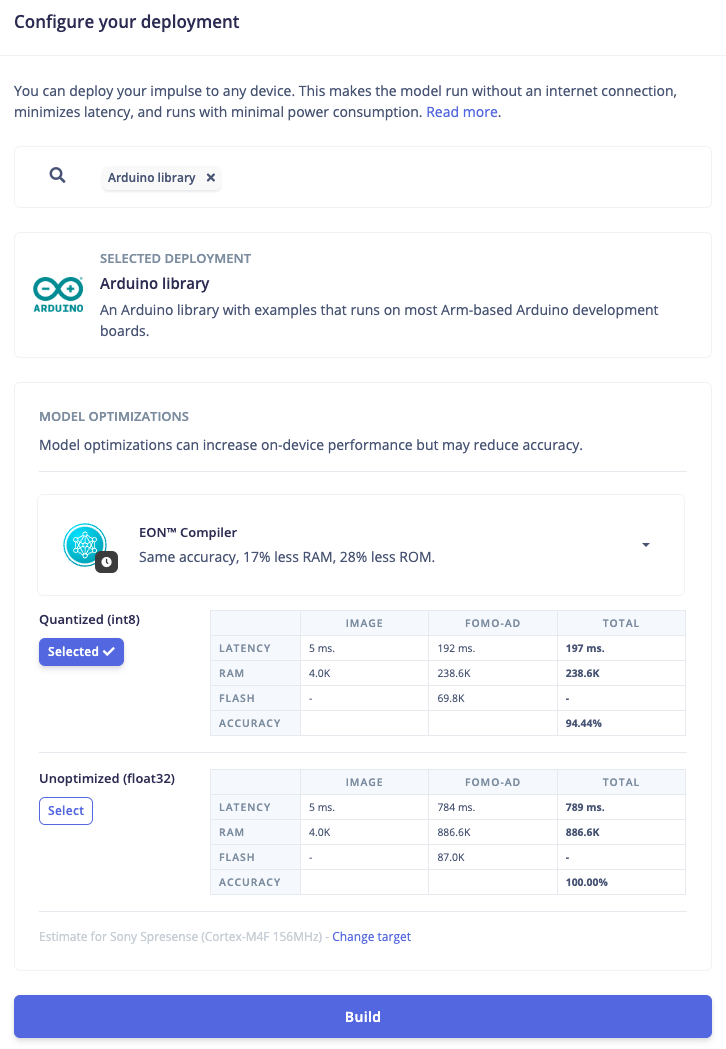 Configure your deployment
You can deploy your impulse to any device. This makes the model run without an internet connection,
minimizes latency, and runs with minimal power consumption. Read more.
Arduino library ×
SELECTED DEPLOYMENT
ARDUINO
Arduino library
An Arduino library with examples that runs on most Arm-based Arduino development
boards.
MODEL OPTIMIZATIONS
Model optimizations can increase on-device performance but may reduce accuracy.
EON™ Compiler
Same accuracy, 17% less RAM, 28% less ROM.
Quantized (int8)
Selected ✓
IMAGE FOMO-AD TOTAL
LATENCY 5 ms. 192 ms. 197 ms.
RAM 4.0K 238.6K 238.6K
FLASH - 69.8K -
ACCURACY 94.44%
Unoptimized (float32)
Select
IMAGE FOMO-AD TOTAL
LATENCY 5 ms. 784 ms. 789 ms.
RAM 4.0K 886.6K 886.6K
FLASH - 87.0K -
ACCURACY 100.00%
Estimate for Sony Spresense (Cortex-M4F 156MHz) - Change target
Build